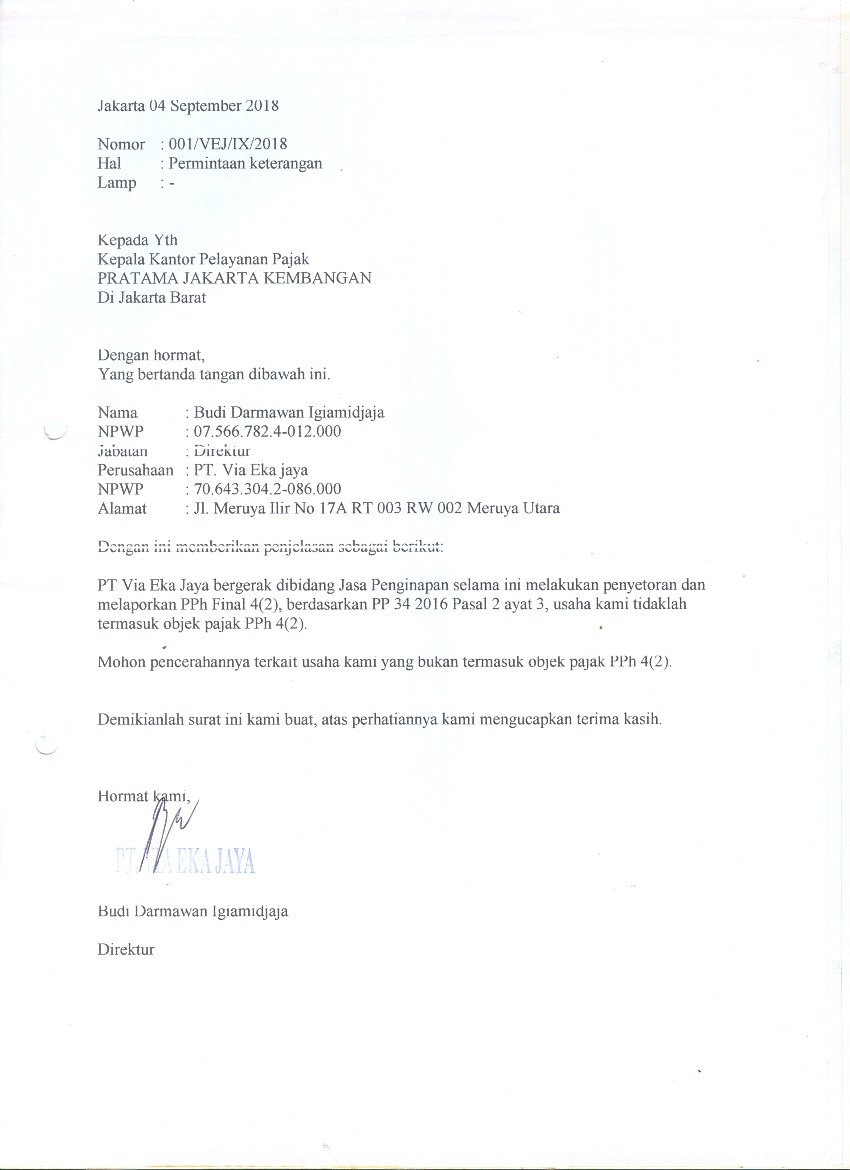 Jakarta 04 September 2018
Nomor : 001/VEJ/IX/2018
Hal : Permintaan keterangan
Lamp : -
Kepada Yth
Kepala Kantor Pelayanan Pajak
PRATAMA JAKARTA KEMBANGAN
Di Jakarta Barat
Dengan hormat,
Yang bertanda tangan dibawah ini.
Nama : Budi Darmawan Igiamidjaja
NPWP : 07.566.782.4-012.000
Jabatan : Direktur
Perusahaan : PT. Via Eka jaya
NPWP : 70.643.304.2-086.000
Alamat : Jl. Meruya Ilir No 17A RT 003 RW 002 Meruya Utara
Dengan ini memberikan penjelasan sebagai berikut:
PT Via Eka Jaya bergerak dibidang Jasa Penginapan selama ini melakukan penyetoran dan
melaporkan PPh Final 4(2), berdasarkan PP 34 2016 Pasal 2 ayat 3, usaha kami tidaklah
termasuk objek pajak PPh 4(2).
Mohon pencerahannya terkait usaha kami yang bukan termasuk objek pajak PPh 4(2).
Demikianlah surat ini kami buat, atas perhatiannya kami mengucapkan terima kasih.
Hormat kami,
PT. VIA EKA JAYA
Budi Darmawan Igiamidjaja
Direktur